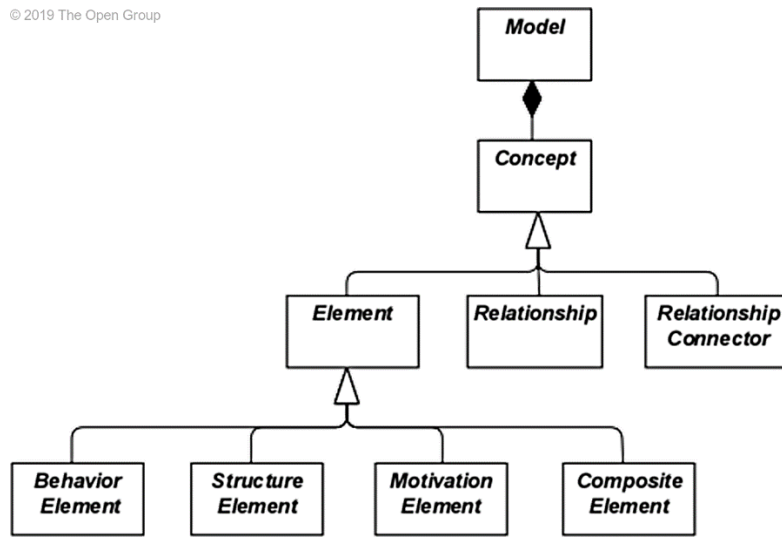 © 2019 The Open Group
Model
Concept
Element
Relationship
Relationship
Connector
Behavior
Element
Structure
Element
Motivation
Element
Composite
Element